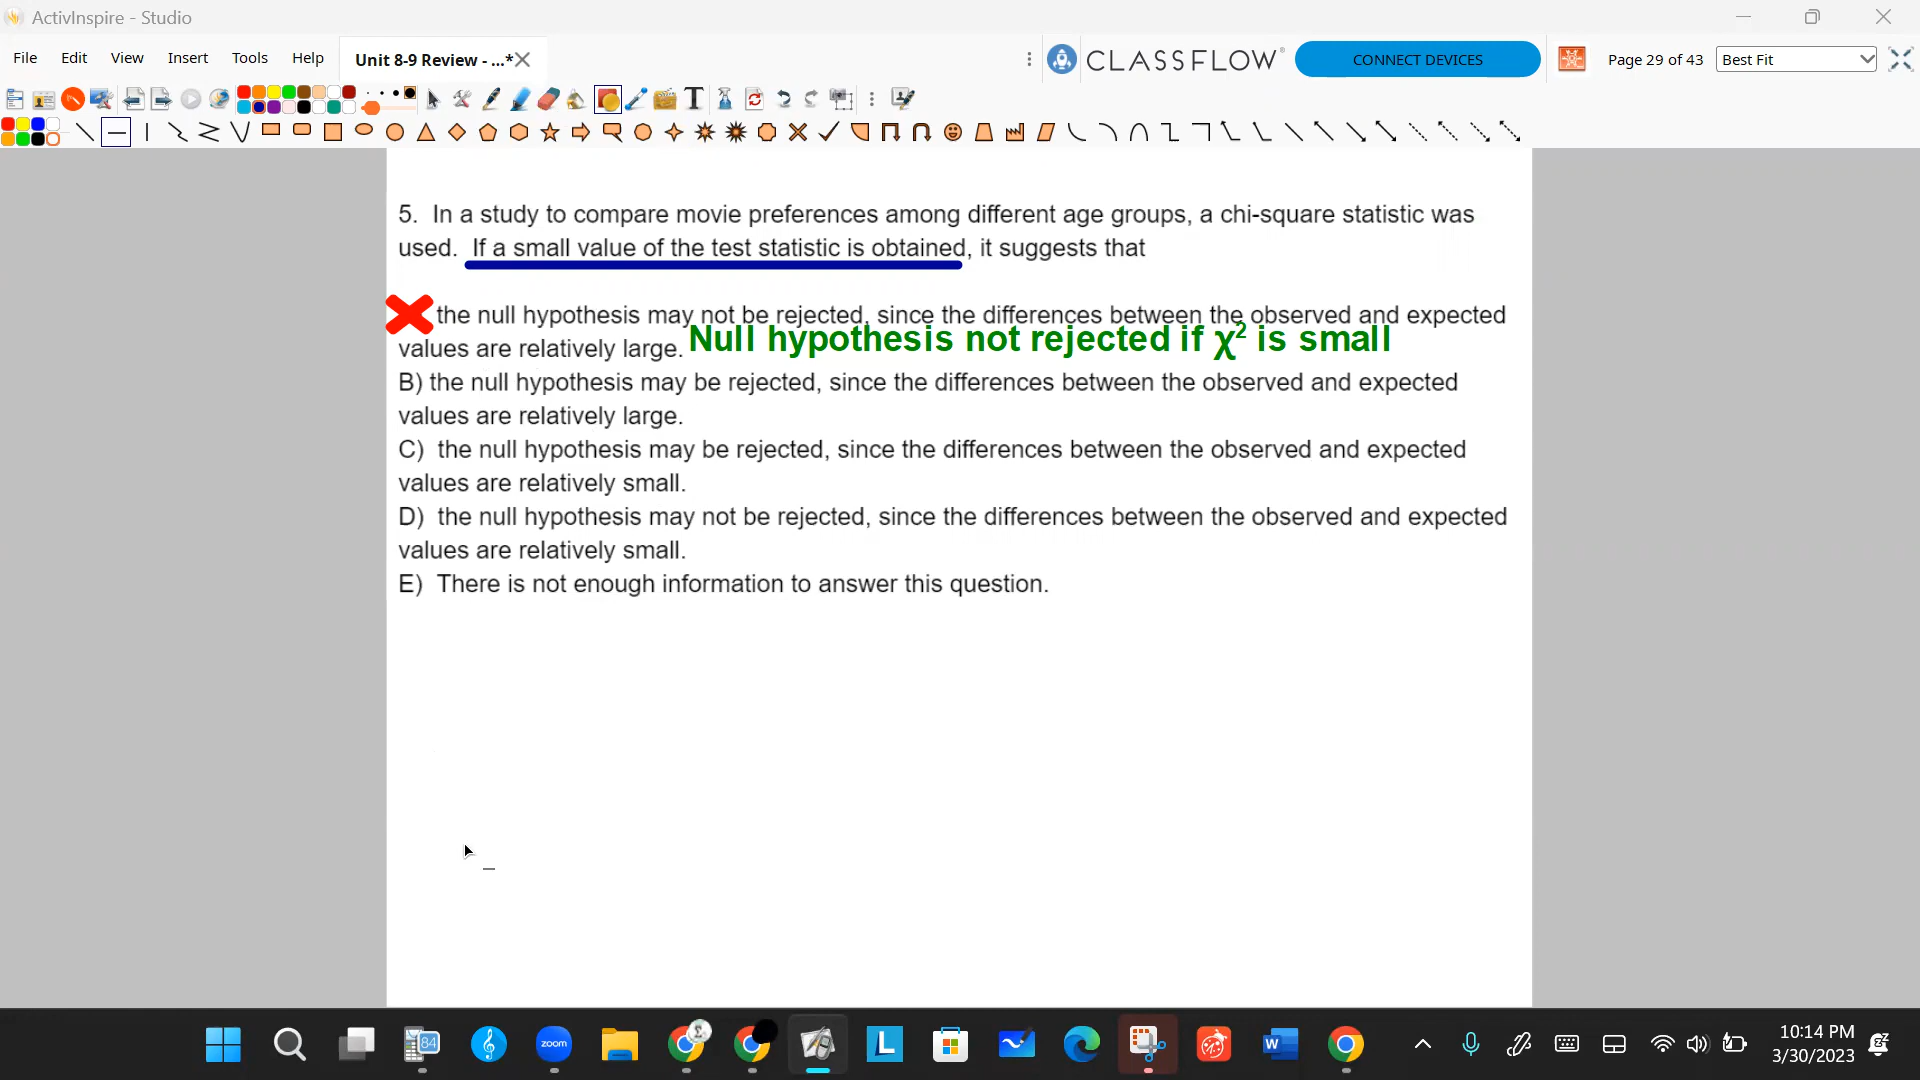 ActivInspire - Studio
File Edit View Insert Tools Help Unit 8-9 Review - ...* CLASSFLOW CONNECT DEVICES Page 29 of 43 Best Fit
5. In a study to compare movie preferences among different age groups, a chi-square statistic was
used. If a small value of the test statistic is obtained, it suggests that
the null hypothesis may not be rejected, since the differences between the observed and expected
values are relatively large. Null hypothesis not rejected if χ² is small
B) the null hypothesis may be rejected, since the differences between the observed and expected
values are relatively large.
C) the null hypothesis may be rejected, since the differences between the observed and expected
values are relatively small.
D) the null hypothesis may not be rejected, since the differences between the observed and expected
values are relatively small.
E) There is not enough information to answer this question.
84 zoom L W 10:14 PM
3/30/2023